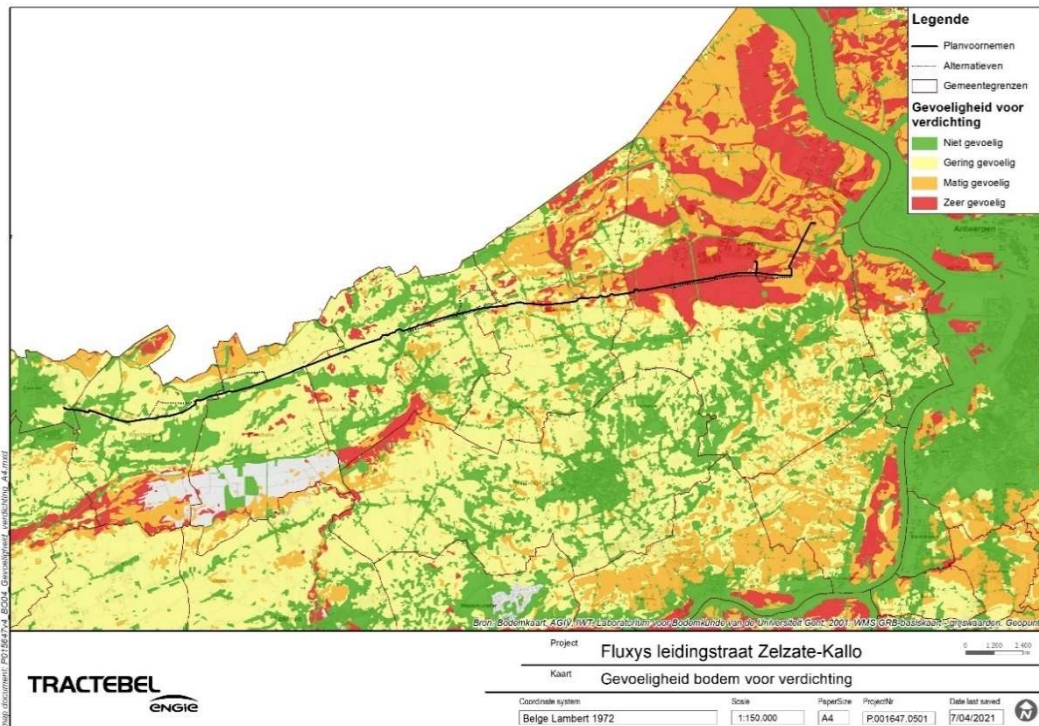 Legende
Planvoornemen
Alternatieven
Gemeentegrenzen
Gevoeligheid voor
verdichting
Niet gevoelig
Gering gevoelig
Matig gevoelig
Zeer gevoelig
Antwerpen
Bron: Bodemkaart, AGIV, IWT, Laboratorium voor Bodemkunde van de Universiteit Gent, 2001. WMS GRB-basiskaart - grijswaarden, Geopunt
TRACTEBEL
ENGIE
Project
Fluxys leidingstraat Zelzate-Kallo
0 1.200 2.400
Kaart
Gevoeligheid bodem voor verdichting
Coordinate system
Scale
PaperSize
ProjectNr
Date last saved
Belge Lambert 1972
1:150.000
A4
P.001647.0501
7/04/2021